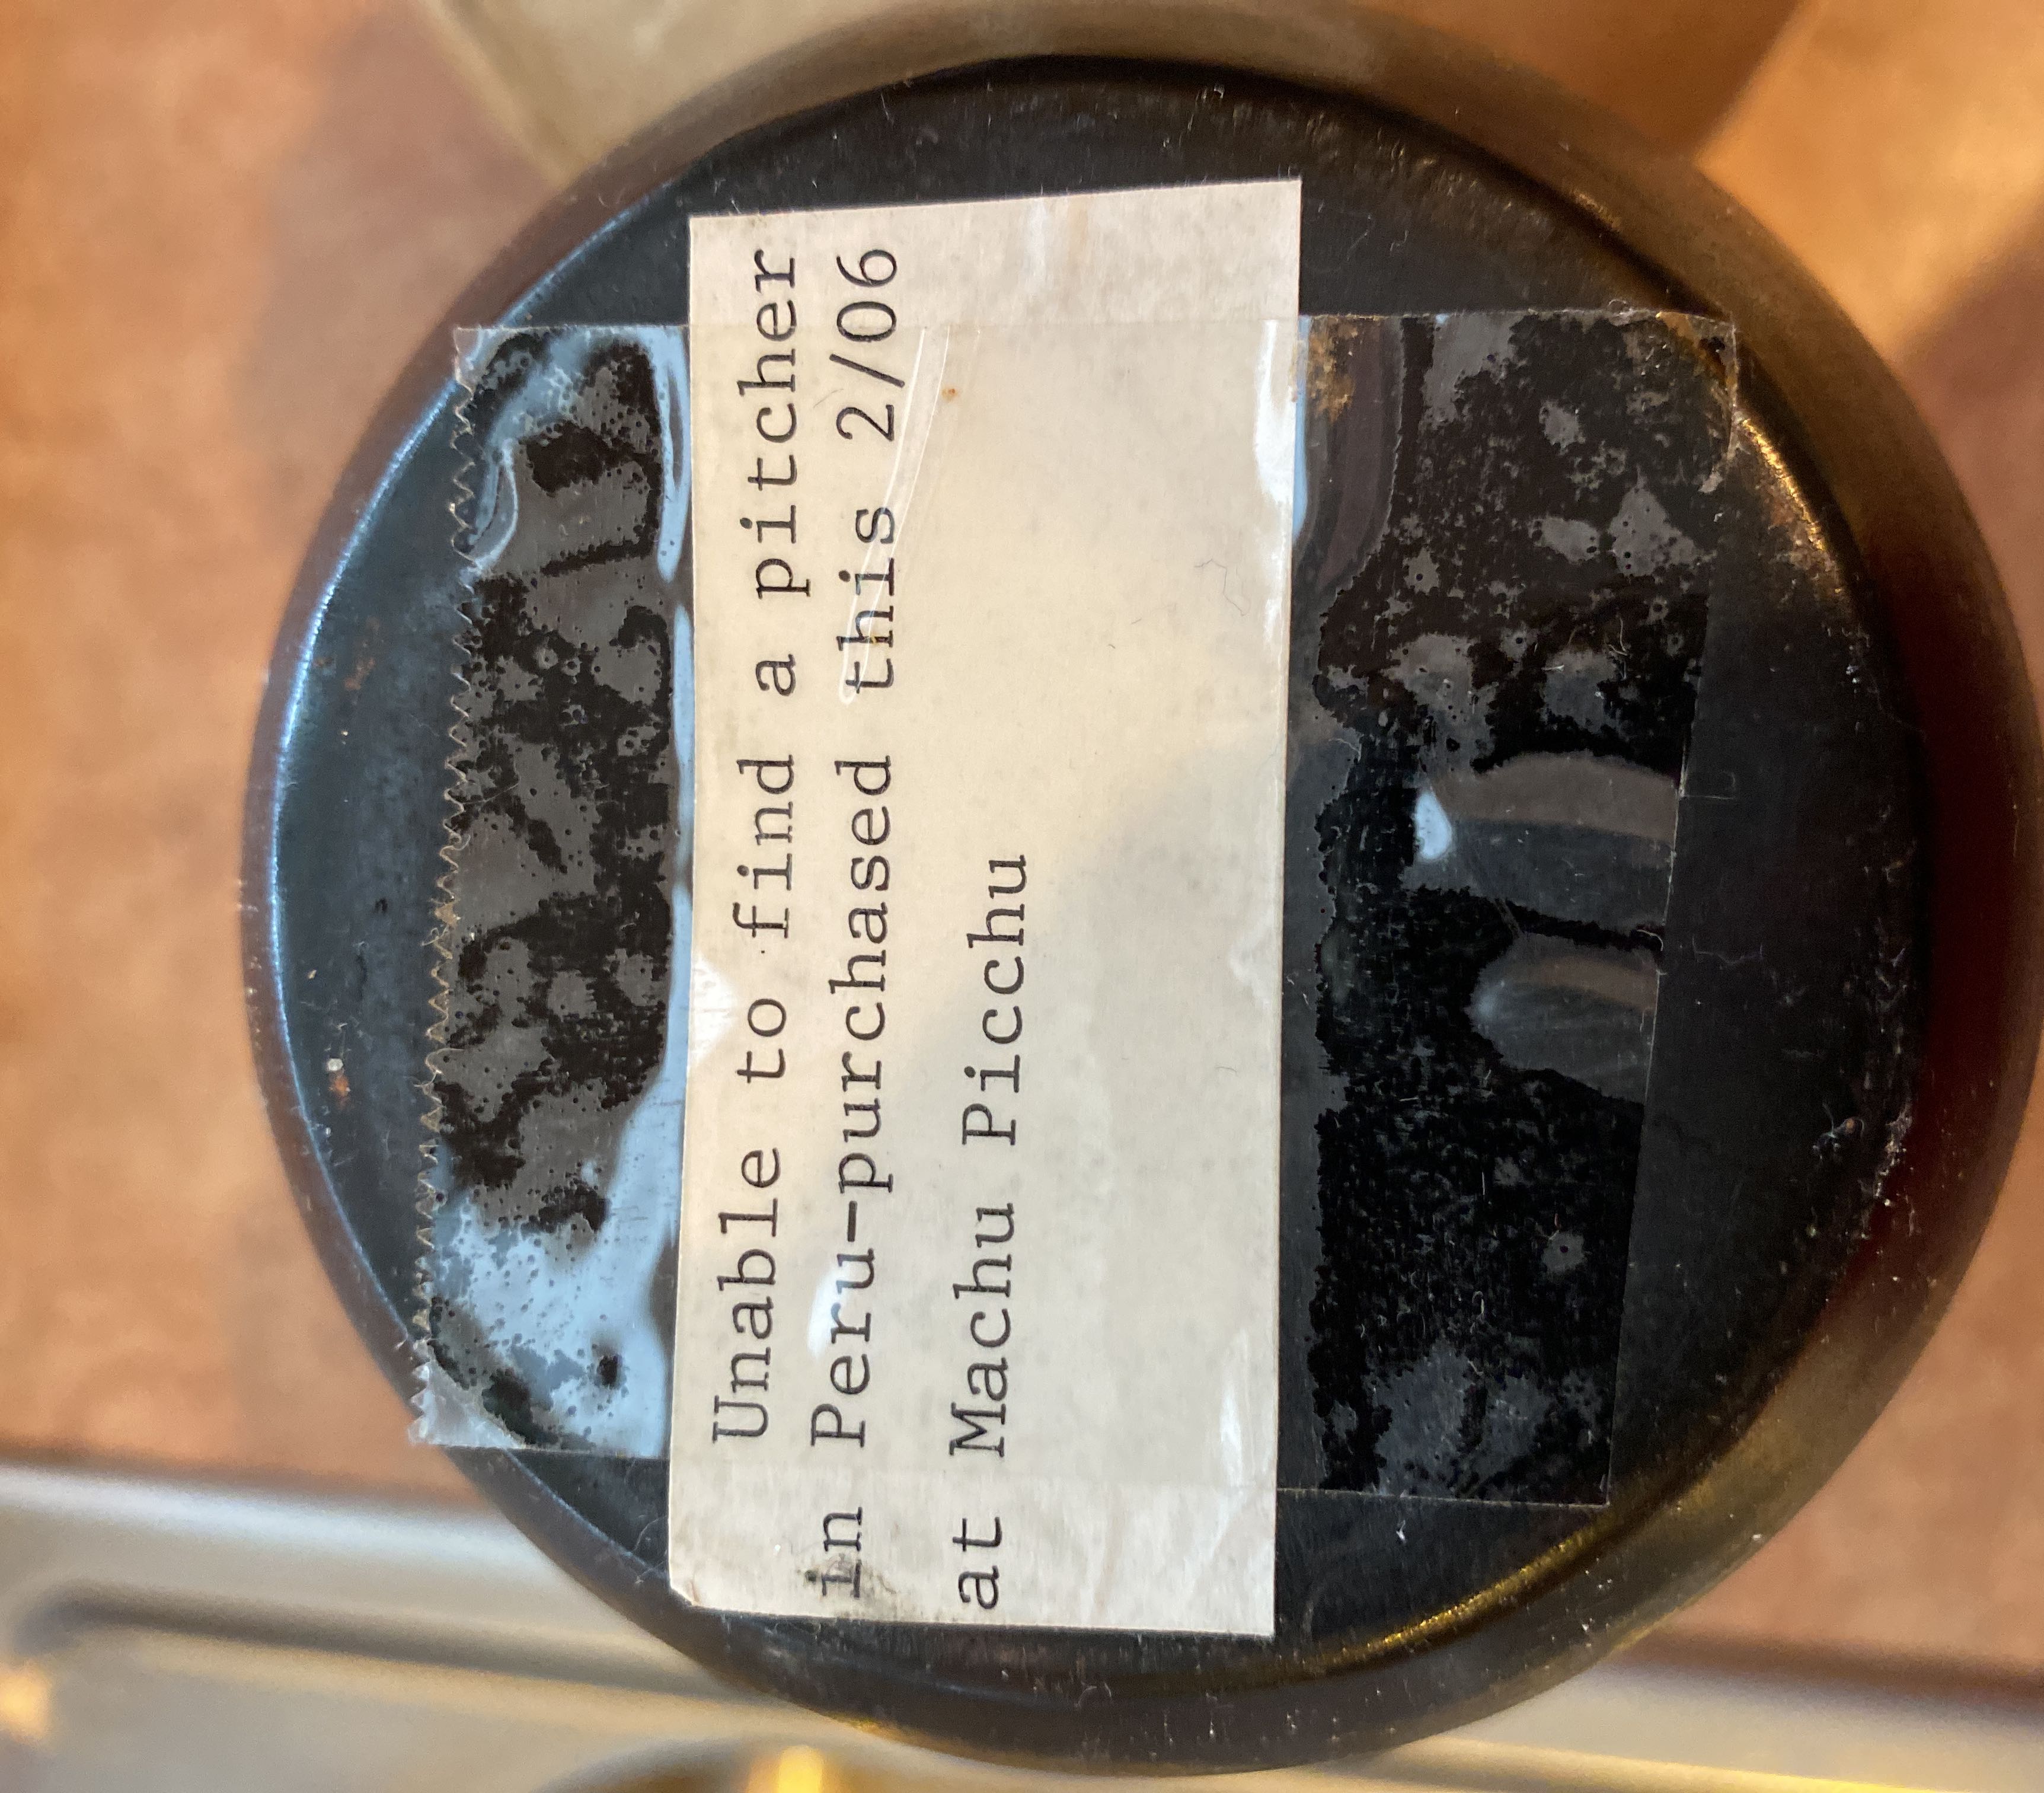 Unable to find a pitcher
in Peru-purchased this 2/06
at Machu Picchu